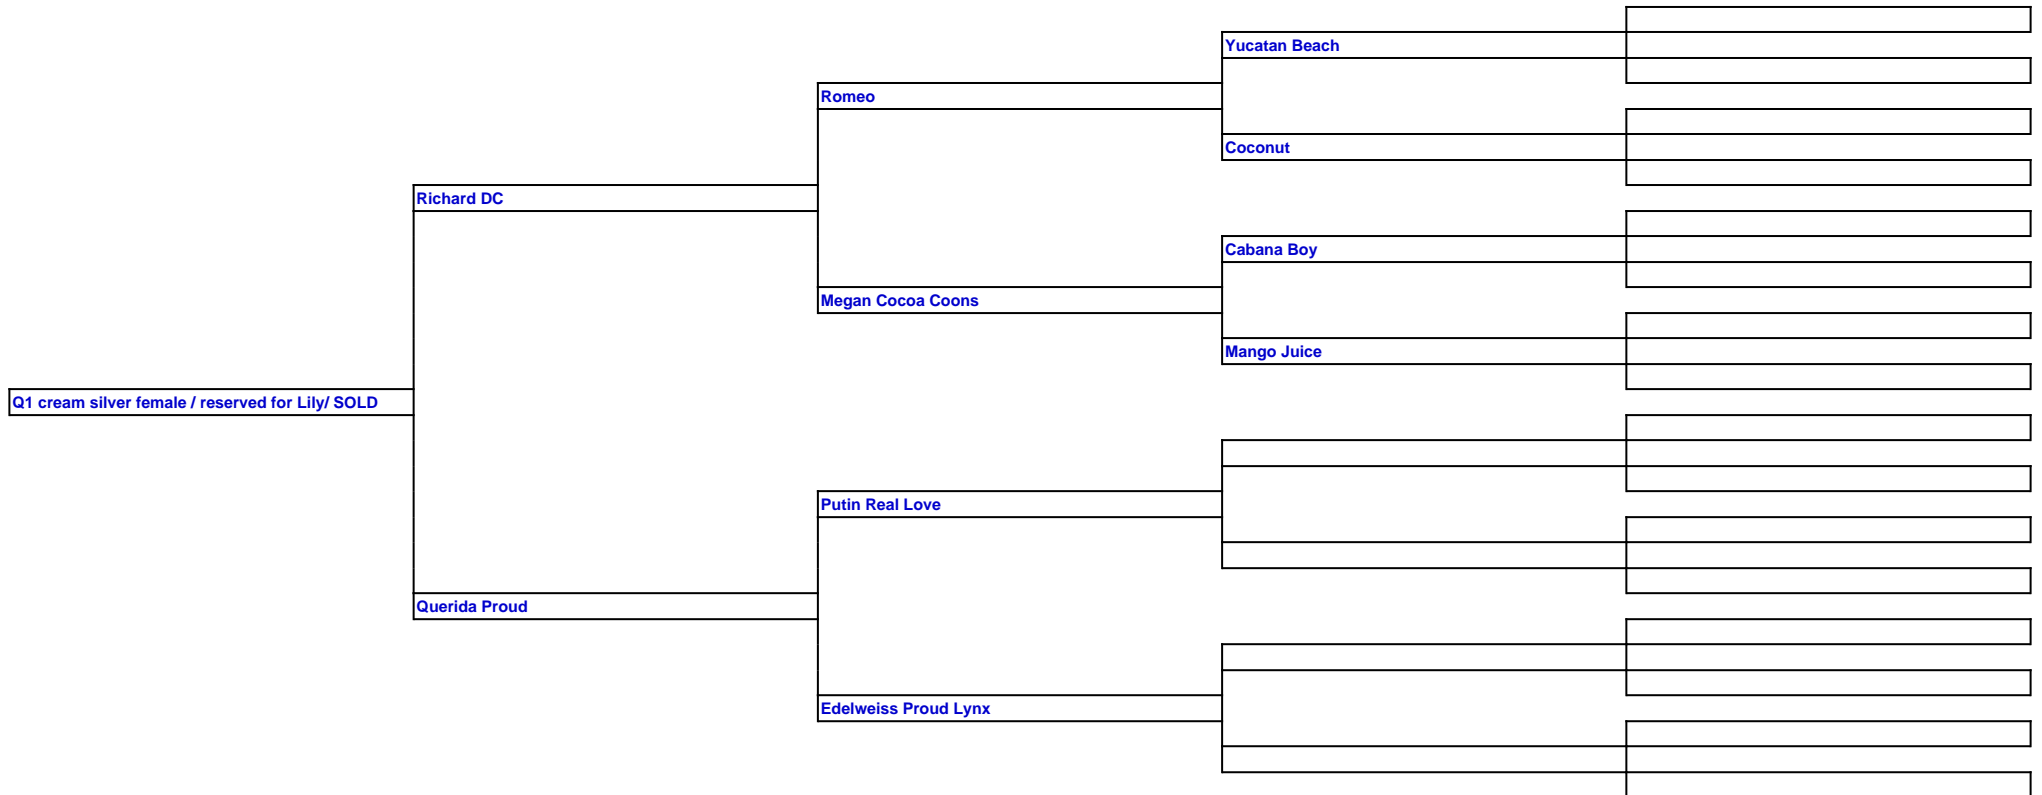 Yucatan Beach
Romeo
Coconut
Richard DC
Cabana Boy
Megan Cocoa Coons
Mango Juice
Q1 cream silver female / reserved for Lily/ SOLD
Putin Real Love
Querida Proud
Edelweiss Proud Lynx